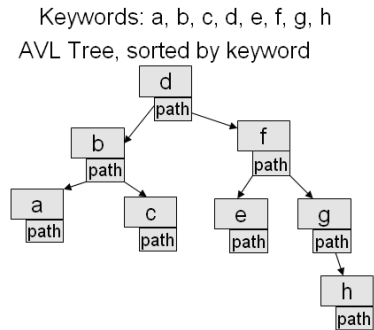 Keywords: a, b, c, d, e, f, g, h
AVL Tree, sorted by keyword
d
path
b
path
f
path
a
path
c
path
e
path
g
path
h
path